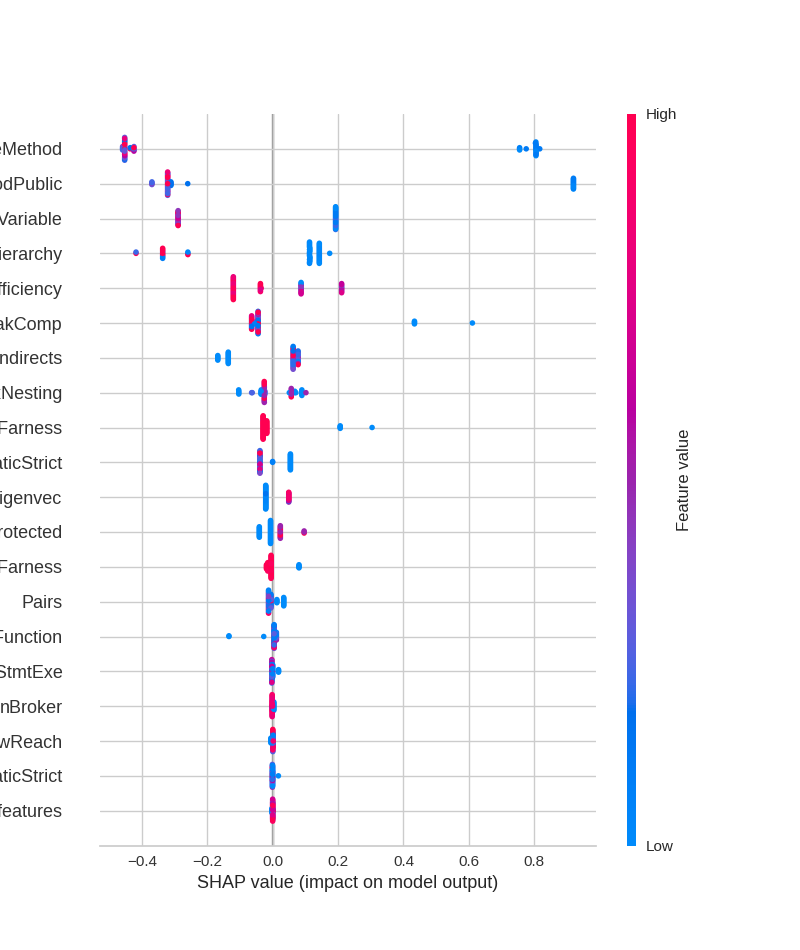 eMethod
odPublic
Variable
ierarchy
fficiency
akComp
ndirects
Nesting
Farness
aticStrict
igenvec
rotected
Farness
Pairs
Function
StmtExe
nBroker
wReach
aticStrict
features
−0.4 −0.2 0.0 0.2 0.4 0.6 0.8
SHAP value (impact on model output)
High
Feature value
Low